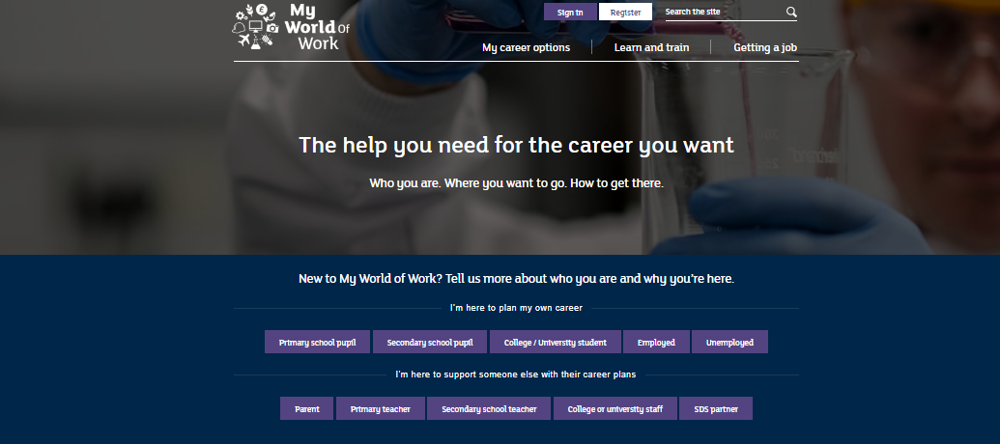 My
World Of
Work
Sign in
Register
Search the site
My career options
Learn and train
Getting a job
The help you need for the career you want
Who you are. Where you want to go. How to get there.
New to My World of Work? Tell us more about who you are and why you're here.
I'm here to plan my own career
Primary school pupil
Secondary school pupil
College / University student
Employed
Unemployed
I'm here to support someone else with their career plans
Parent
Primary teacher
Secondary school teacher
College or university staff
SDS partner